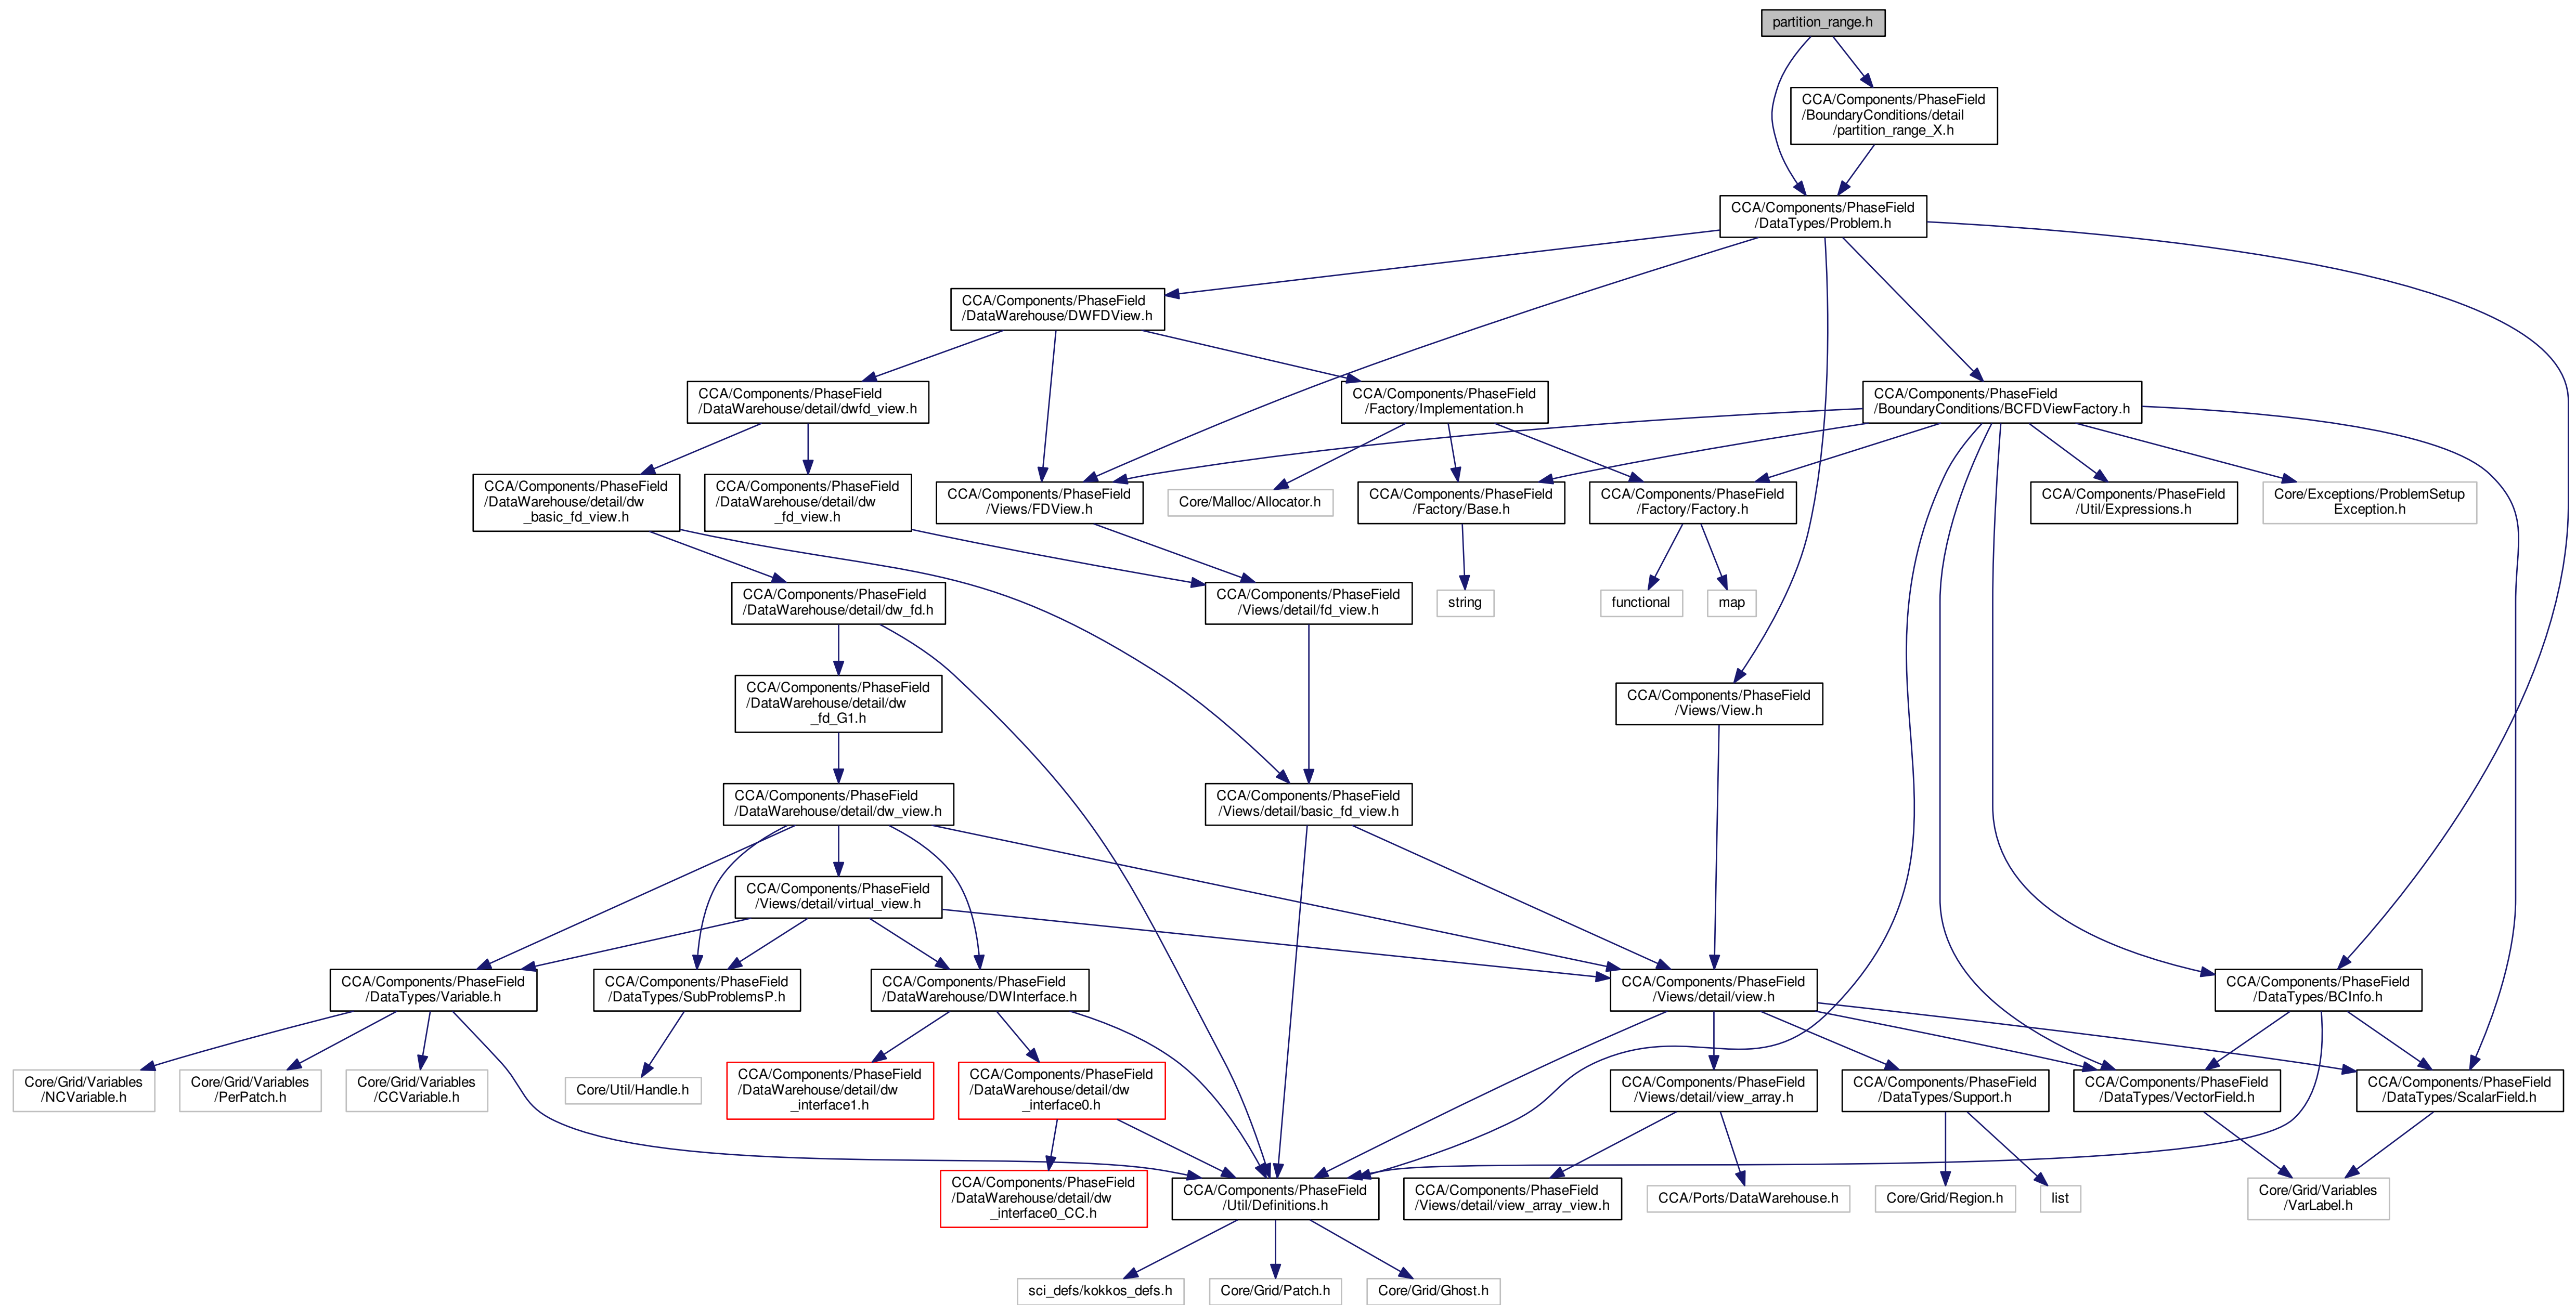 partition_range.h
CCA/Components/PhaseField
/BoundaryConditions/detail
/partition_range_X.h
CCA/Components/PhaseField
/DataTypes/Problem.h
CCA/Components/PhaseField
/DataWarehouse/DWFDView.h
CCA/Components/PhaseField
/DataWarehouse/detail/dwfd_view.h
CCA/Components/PhaseField
/Factory/Implementation.h
CCA/Components/PhaseField
/BoundaryConditions/BCFDViewFactory.h
CCA/Components/PhaseField
/DataWarehouse/detail/dw
_basic_fd_view.h
CCA/Components/PhaseField
/DataWarehouse/detail/dw
_fd_view.h
CCA/Components/PhaseField
/Views/FDView.h
Core/Malloc/Allocator.h
CCA/Components/PhaseField
/Factory/Base.h
CCA/Components/PhaseField
/Factory/Factory.h
CCA/Components/PhaseField
/Util/Expressions.h
Core/Exceptions/ProblemSetup
Exception.h
CCA/Components/PhaseField
/DataWarehouse/detail/dw_fd.h
CCA/Components/PhaseField
/Views/detail/fd_view.h
string
functional
map
CCA/Components/PhaseField
/DataWarehouse/detail/dw
_fd_G1.h
CCA/Components/PhaseField
/Views/View.h
CCA/Components/PhaseField
/DataWarehouse/detail/dw_view.h
CCA/Components/PhaseField
/Views/detail/basic_fd_view.h
CCA/Components/PhaseField
/Views/detail/virtual_view.h
CCA/Components/PhaseField
/DataTypes/Variable.h
CCA/Components/PhaseField
/DataTypes/SubProblemsP.h
CCA/Components/PhaseField
/DataWarehouse/DWInterface.h
CCA/Components/PhaseField
/Views/detail/view.h
CCA/Components/PhaseField
/DataTypes/BCInfo.h
Core/Grid/Variables
/NCVariable.h
Core/Grid/Variables
/PerPatch.h
Core/Grid/Variables
/CCVariable.h
Core/Util/Handle.h
CCA/Components/PhaseField
/DataWarehouse/detail/dw
_interface1.h
CCA/Components/PhaseField
/DataWarehouse/detail/dw
_interface0.h
CCA/Components/PhaseField
/Views/detail/view_array.h
CCA/Components/PhaseField
/DataTypes/Support.h
CCA/Components/PhaseField
/DataTypes/VectorField.h
CCA/Components/PhaseField
/DataTypes/ScalarField.h
CCA/Components/PhaseField
/DataWarehouse/detail/dw
_interface0_CC.h
CCA/Components/PhaseField
/Util/Definitions.h
CCA/Components/PhaseField
/Views/detail/view_array_view.h
CCA/Ports/DataWarehouse.h
Core/Grid/Region.h
list
Core/Grid/Variables
/VarLabel.h
sci_defs/kokkos_defs.h
Core/Grid/Patch.h
Core/Grid/Ghost.h